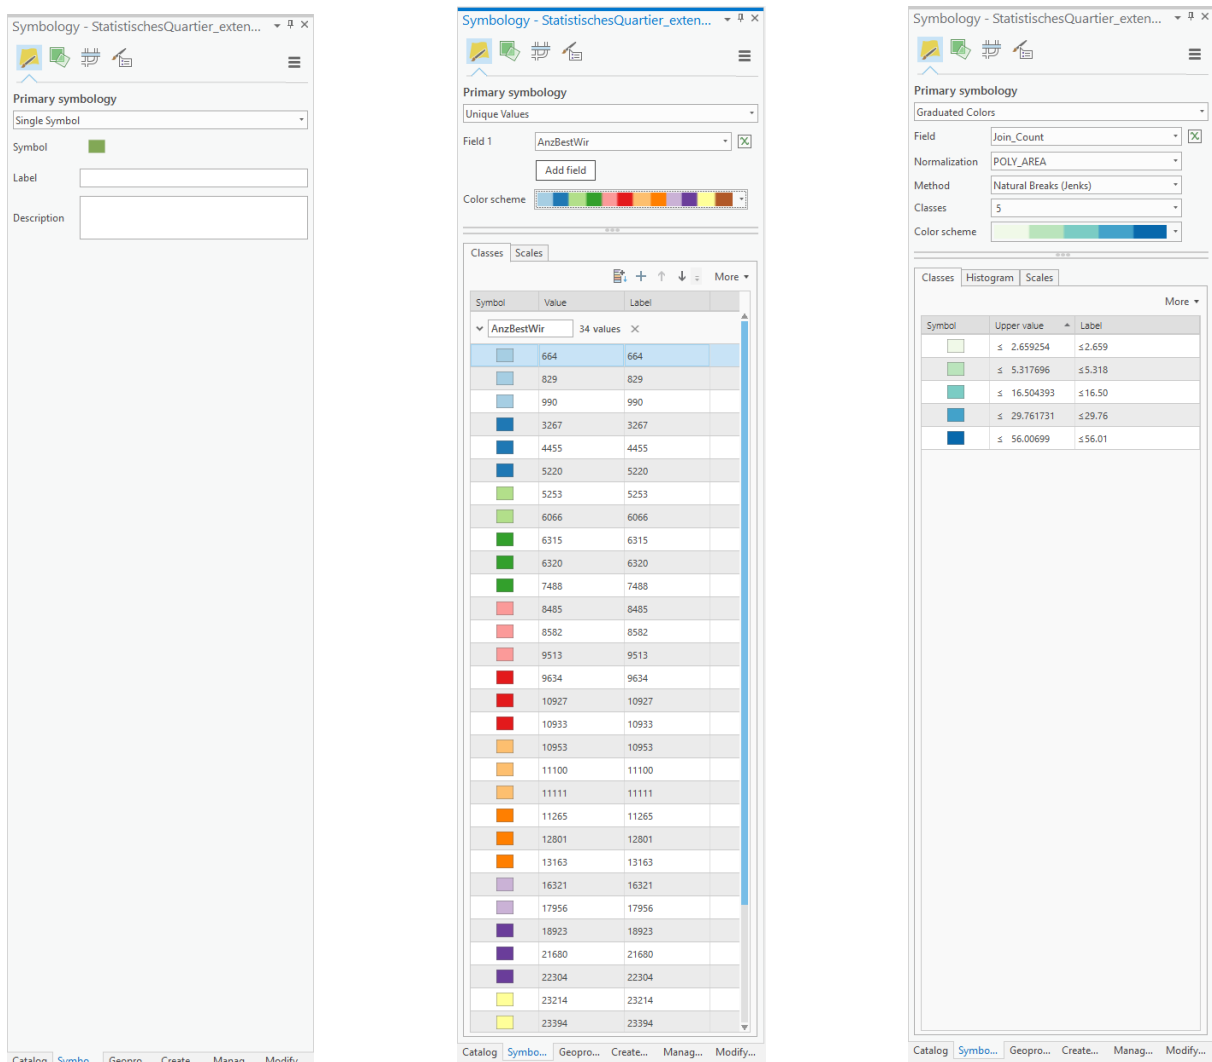 Symbology - StatistischesQuartier_exten...
Primary symbology
Single Symbol
Symbol
Label
Description
Catalog Symbo... Geopro... Create... Manag... Modify...
Symbology - StatistischesQuartier_exten...
Primary symbology
Unique Values
Field 1 AnzBestWir
Add field
Color scheme
Classes Scales
More
Symbol Value Label
AnzBestWir 34 values
664 664
829 829
990 990
3267 3267
4455 4455
5220 5220
5253 5253
6066 6066
6315 6315
6320 6320
7488 7488
8485 8485
8582 8582
9513 9513
9634 9634
10927 10927
10933 10933
10953 10953
11100 11100
11111 11111
11265 11265
12801 12801
13163 13163
16321 16321
17956 17956
18923 18923
21680 21680
22304 22304
23214 23214
23394 23394
Catalog Symbo... Geopro... Create... Manag... Modify...
Symbology - StatistischesQuartier_exten...
Primary symbology
Graduated Colors
Field Join_Count
Normalization POLY_AREA
Method Natural Breaks (Jenks)
Classes 5
Color scheme
Classes Histogram Scales
More
Symbol Upper value Label
≤ 2.659254 ≤2.659
≤ 5.317696 ≤5.318
≤ 16.504393 ≤16.50
≤ 29.761731 ≤29.76
≤ 56.00699 ≤56.01
Catalog Symbo... Geopro... Create... Manag... Modify...